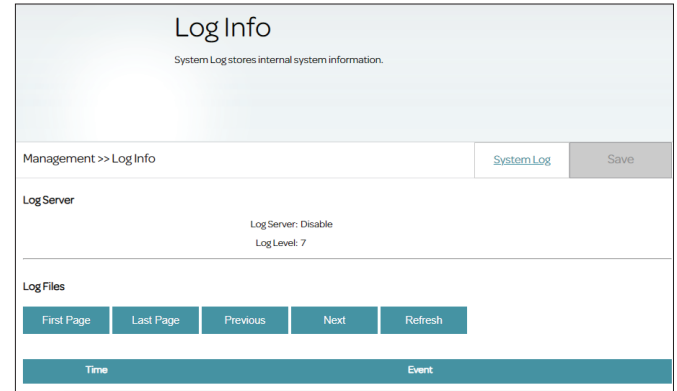 Log Info
System Log stores internal system information.
Management >> Log Info
System Log
Save
Log Server
Log Server: Disable
Log Level: 7
Log Files
First Page Last Page Previous Next Refresh
Time Event